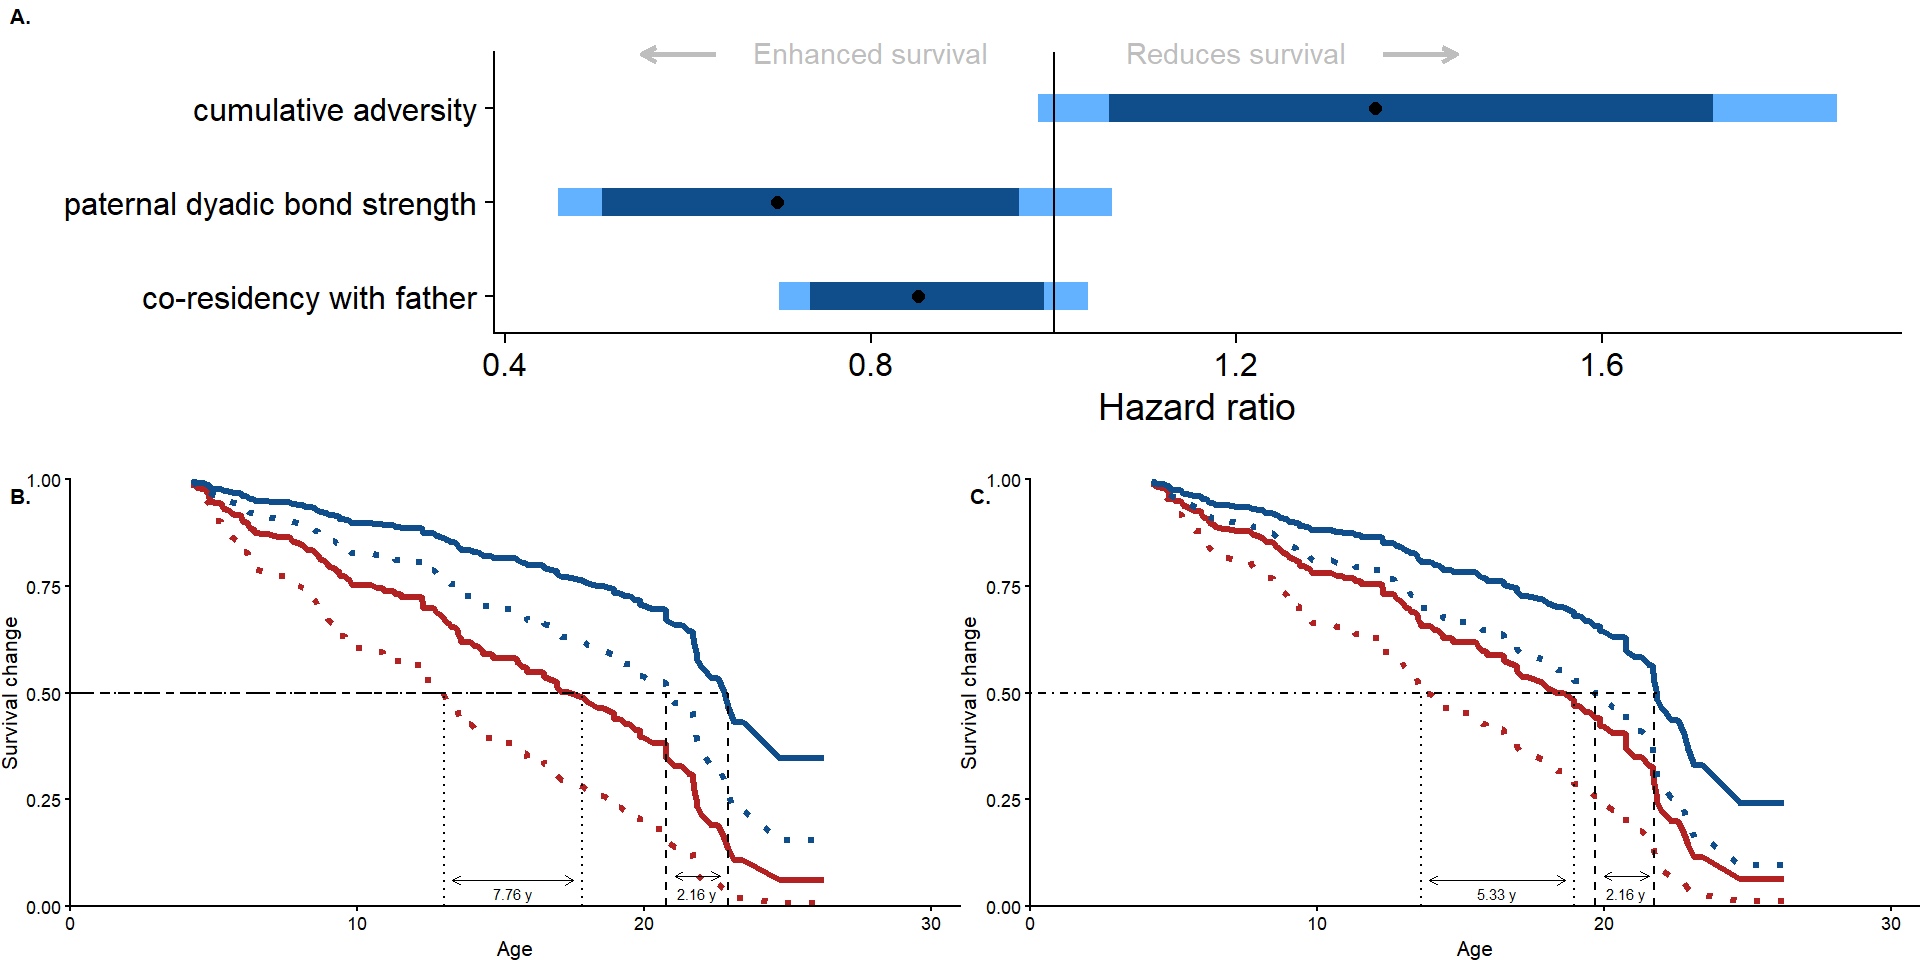 A.
Enhanced survival
Reduces survival
cumulative adversity
paternal dyadic bond strength
co-residency with father
0.4
0.8
1.2
1.6
Hazard ratio
B.
1.00
0.75
0.50
0.25
0.00
Survival change
7.76 y
2.16 y
0
10
20
30
Age
C.
1.00
0.75
0.50
0.25
0.00
Survival change
5.33 y
2.16 y
0
10
20
30
Age